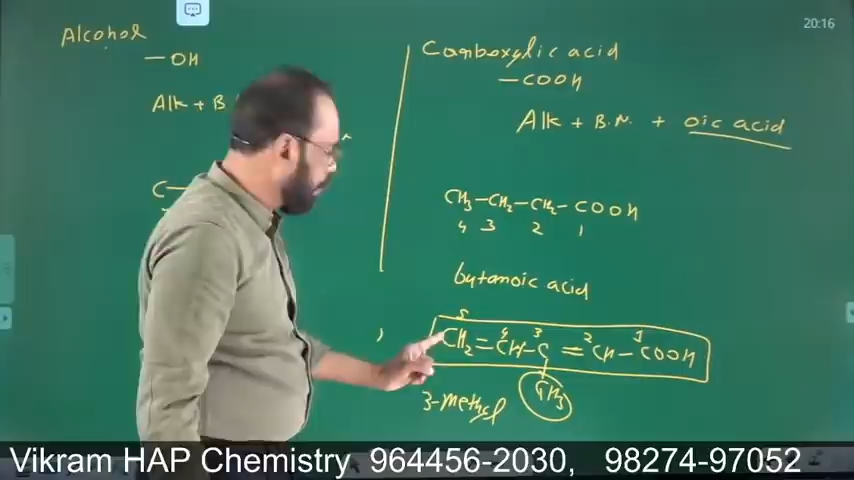 20:16
Alcohol
-OH
Alk + B.
C-
Carboxylic acid
-COOH
Alk + B.N. + oic acid
CH3-CH2-CH2-COOH
4 3 2 1
butanoic acid
5 4 3 2 1
CH2=CH-C=CH-COOH
CH3
3-methyl
Vikram HAP Chemistry 964456-2030, 98274-97052